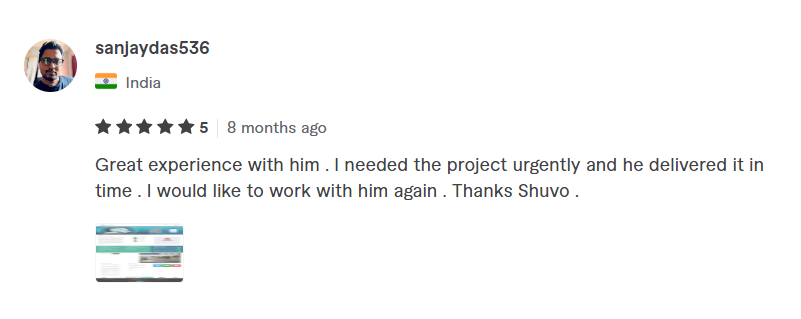 sanjaydas536
India
5 8 months ago
Great experience with him . I needed the project urgently and he delivered it in
time . I would like to work with him again . Thanks Shuvo .